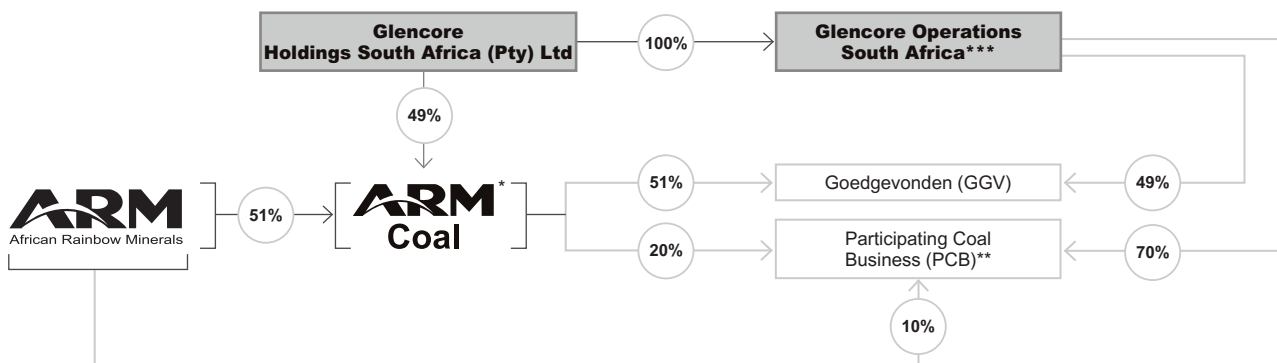 Glencore
Holdings South Africa (Pty) Ltd
100%
Glencore Operations
South Africa***
49%
ARM
African Rainbow Minerals
51%
ARM*
Coal
51%
Goedgevonden (GGV)
49%
20%
Participating Coal
Business (PCB)**
70%
10%